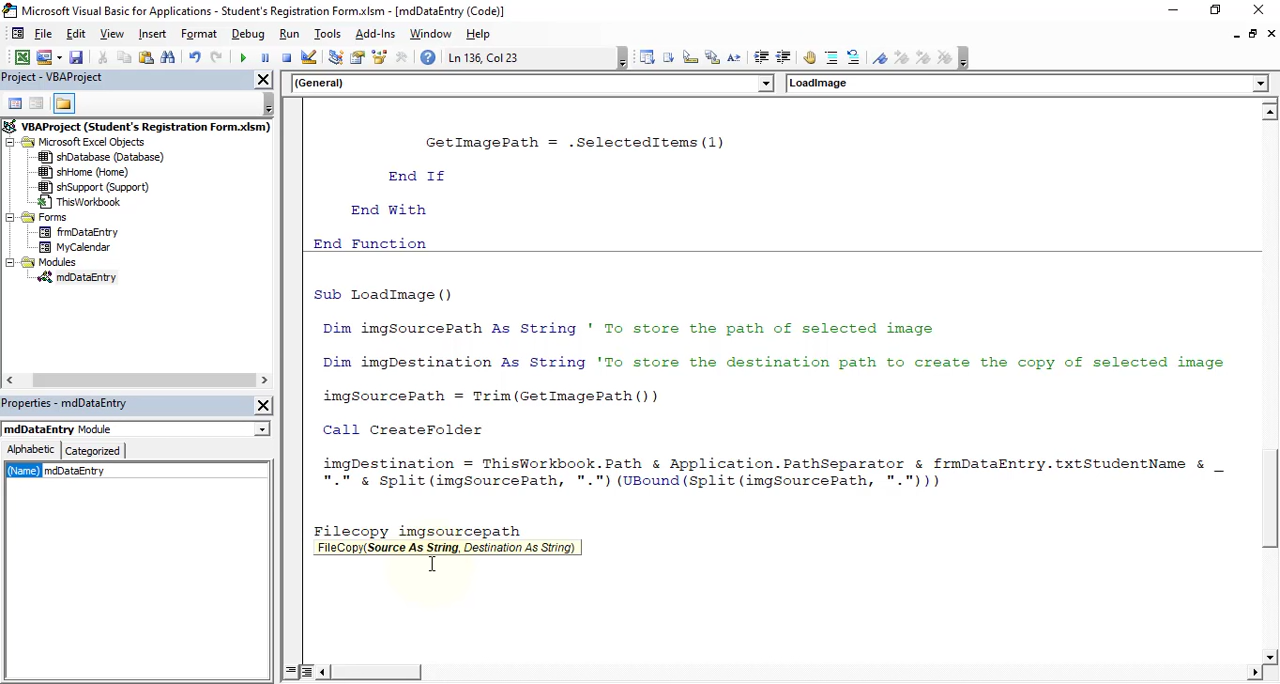 Microsoft Visual Basic for Applications - Student's Registration Form.xlsm - [mdDataEntry (Code)]
File Edit View Insert Format Debug Run Tools Add-Ins Window Help
Ln 136, Col 23
Project - VBAProject
(General) LoadImage
VBAProject (Student's Registration Form.xlsm)
Microsoft Excel Objects
shDatabase (Database)
shHome (Home)
shSupport (Support)
ThisWorkbook
Forms
frmDataEntry
MyCalendar
Modules
mdDataEntry
Properties - mdDataEntry
mdDataEntry Module
Alphabetic Categorized
(Name) mdDataEntry
GetImagePath = .SelectedItems(1)
End If
End With
End Function
Sub LoadImage()
Dim imgSourcePath As String ' To store the path of selected image
Dim imgDestination As String 'To store the destination path to create the copy of selected image
imgSourcePath = Trim(GetImagePath())
Call CreateFolder
imgDestination = ThisWorkbook.Path & Application.PathSeparator & frmDataEntry.txtStudentName & _
"." & Split(imgSourcePath, ".")(UBound(Split(imgSourcePath, ".")))
Filecopy imgsourcepath
FileCopy(Source As String, Destination As String)